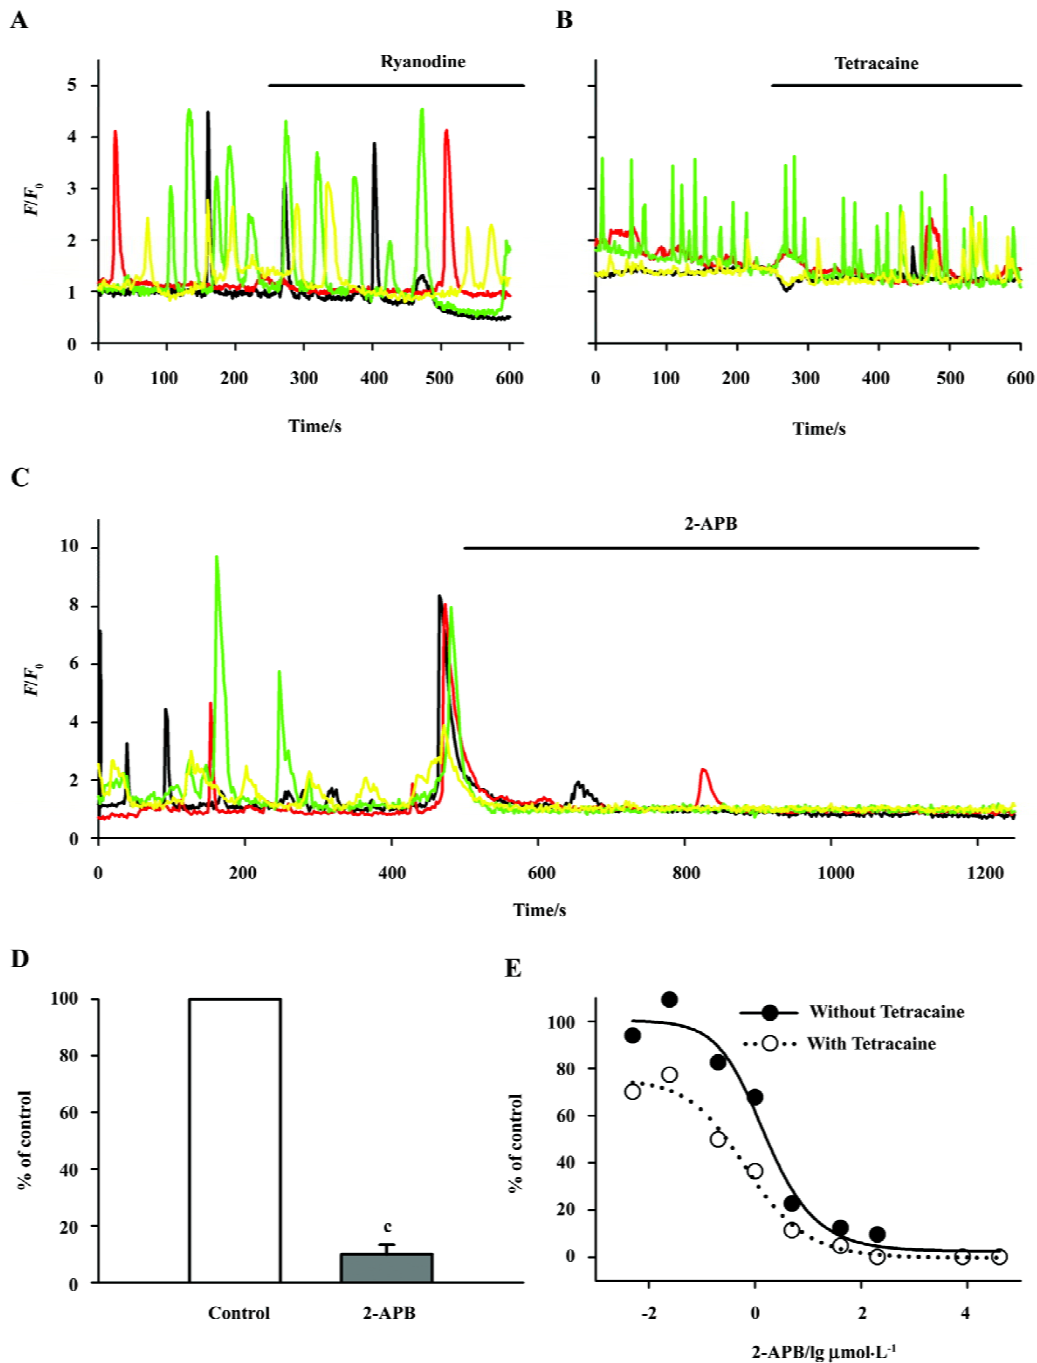 A
B
Ryanodine
Tetracaine
5
4
3
2
1
0
F/F0
0 100 200 300 400 500 600
0 100 200 300 400 500 600
Time/s
Time/s
C
2-APB
10
8
6
4
2
0
F/F0
0 200 400 600 800 1000 1200
Time/s
D
E
100
80
60
40
20
0
% of control
c
Control 2-APB
Without Tetracaine
With Tetracaine
100
80
60
40
20
0
% of control
-2 0 2 4
2-APB/lg μmol·L-1